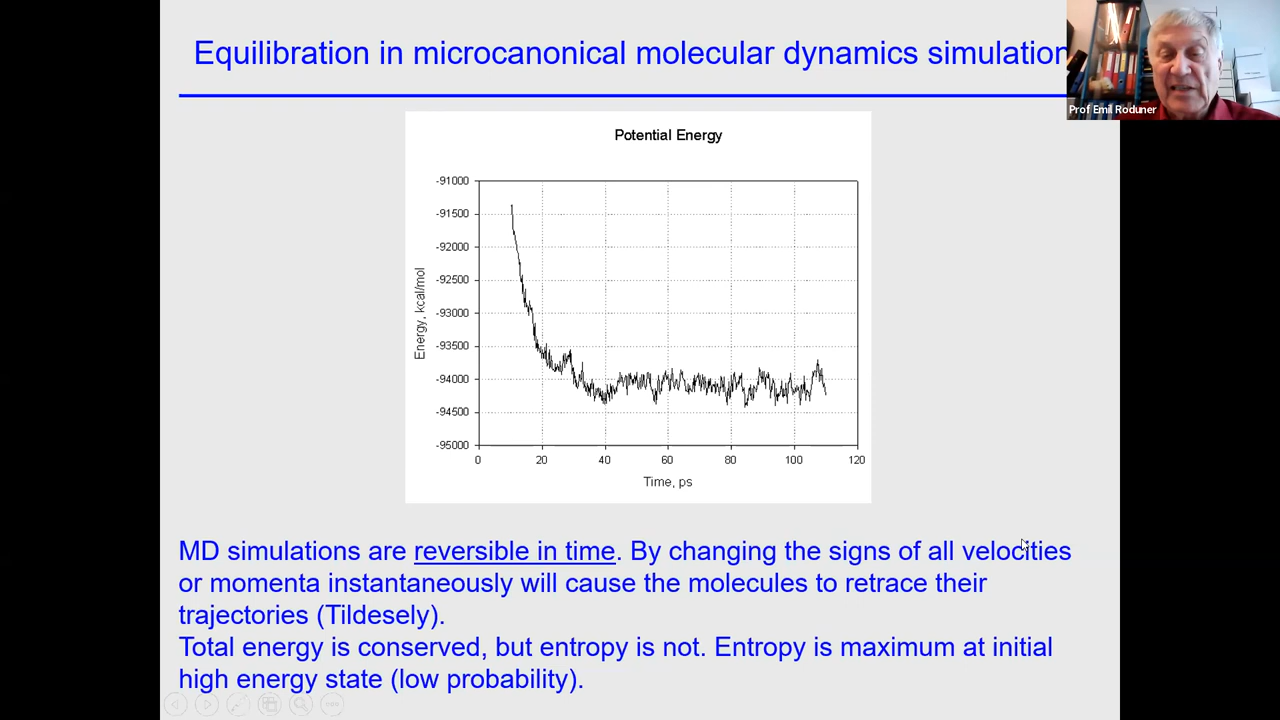 Equilibration in microcanonical molecular dynamics simulation
Prof Emil Roduner
Potential Energy
-91000
-91500
-92000
-92500
-93000
-93500
-94000
-94500
-95000
Energy, kcal/mol
0 20 40 60 80 100 120
Time, ps
MD simulations are reversible in time. By changing the signs of all velocities
or momenta instantaneously will cause the molecules to retrace their
trajectories (Tildesely).
Total energy is conserved, but entropy is not. Entropy is maximum at initial
high energy state (low probability).